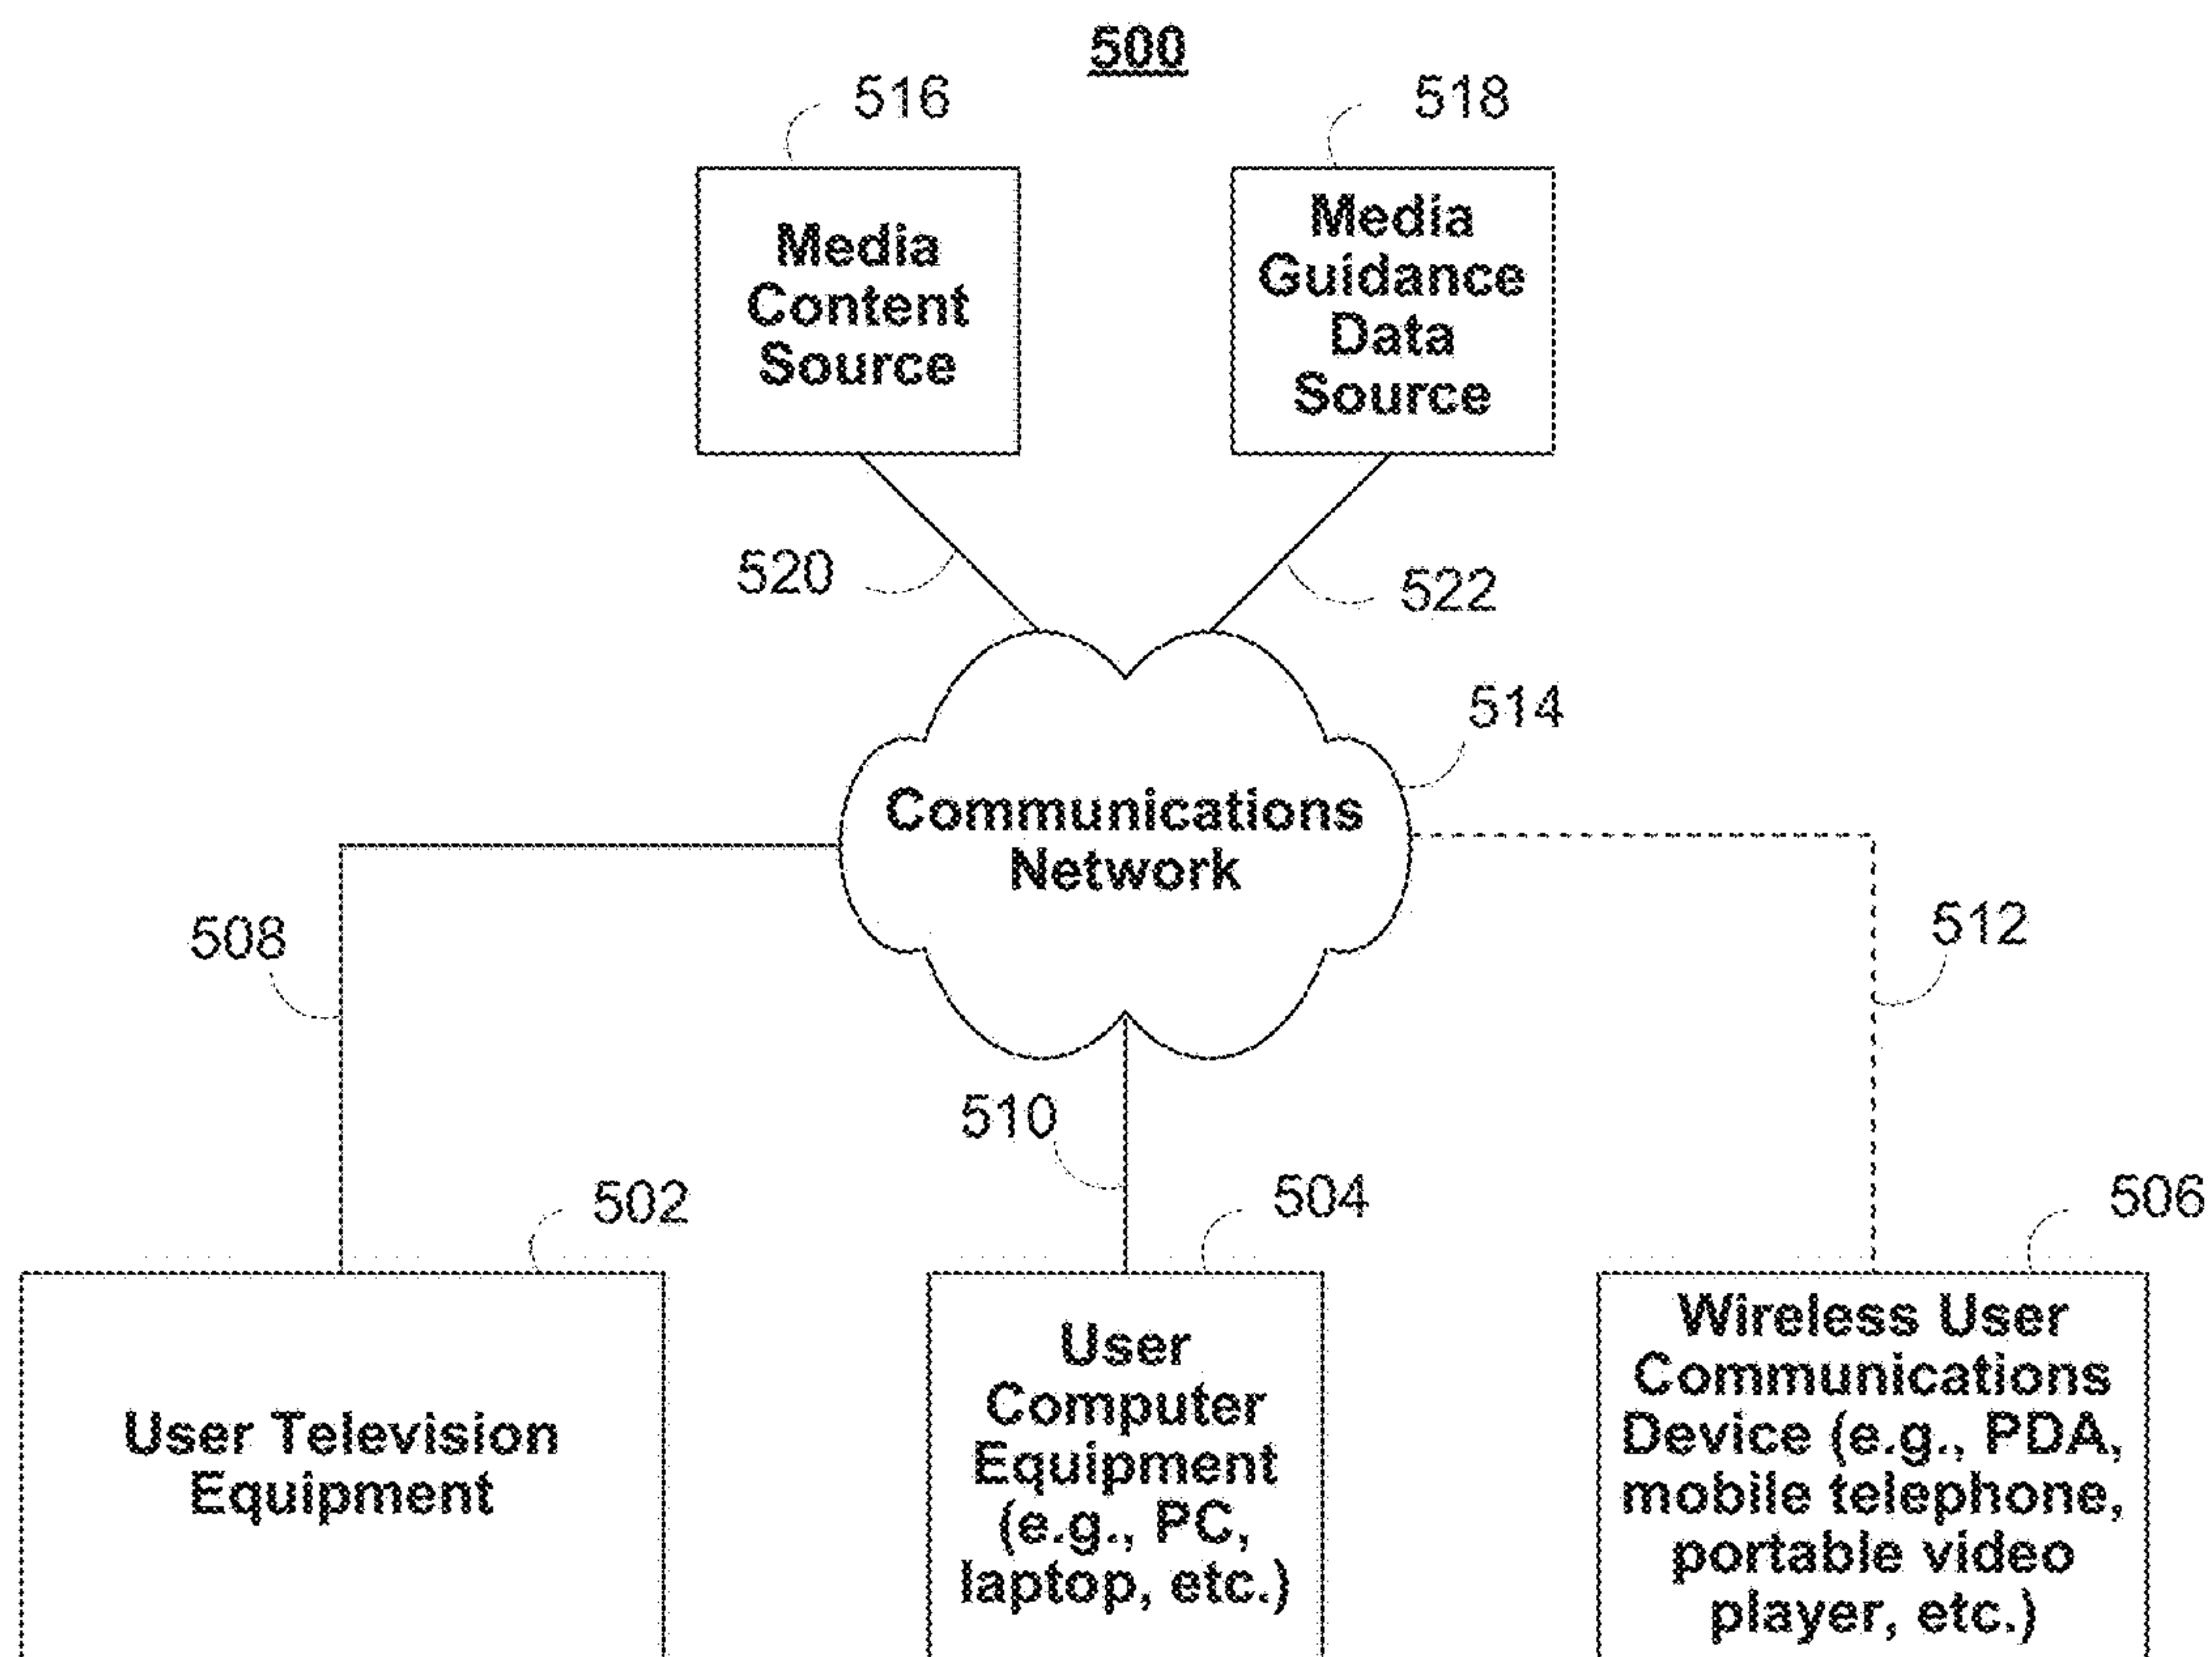 500
516
518
Media
Content
Source
Media
Guidance
Data
Source
520
522
514
Communications
Network
508
512
510
502
504
506
User Television
Equipment
User
Computer
Equipment
(e.g., PC,
laptop, etc.)
Wireless User
Communications
Device (e.g., PDA,
mobile telephone,
portable video
player, etc.)